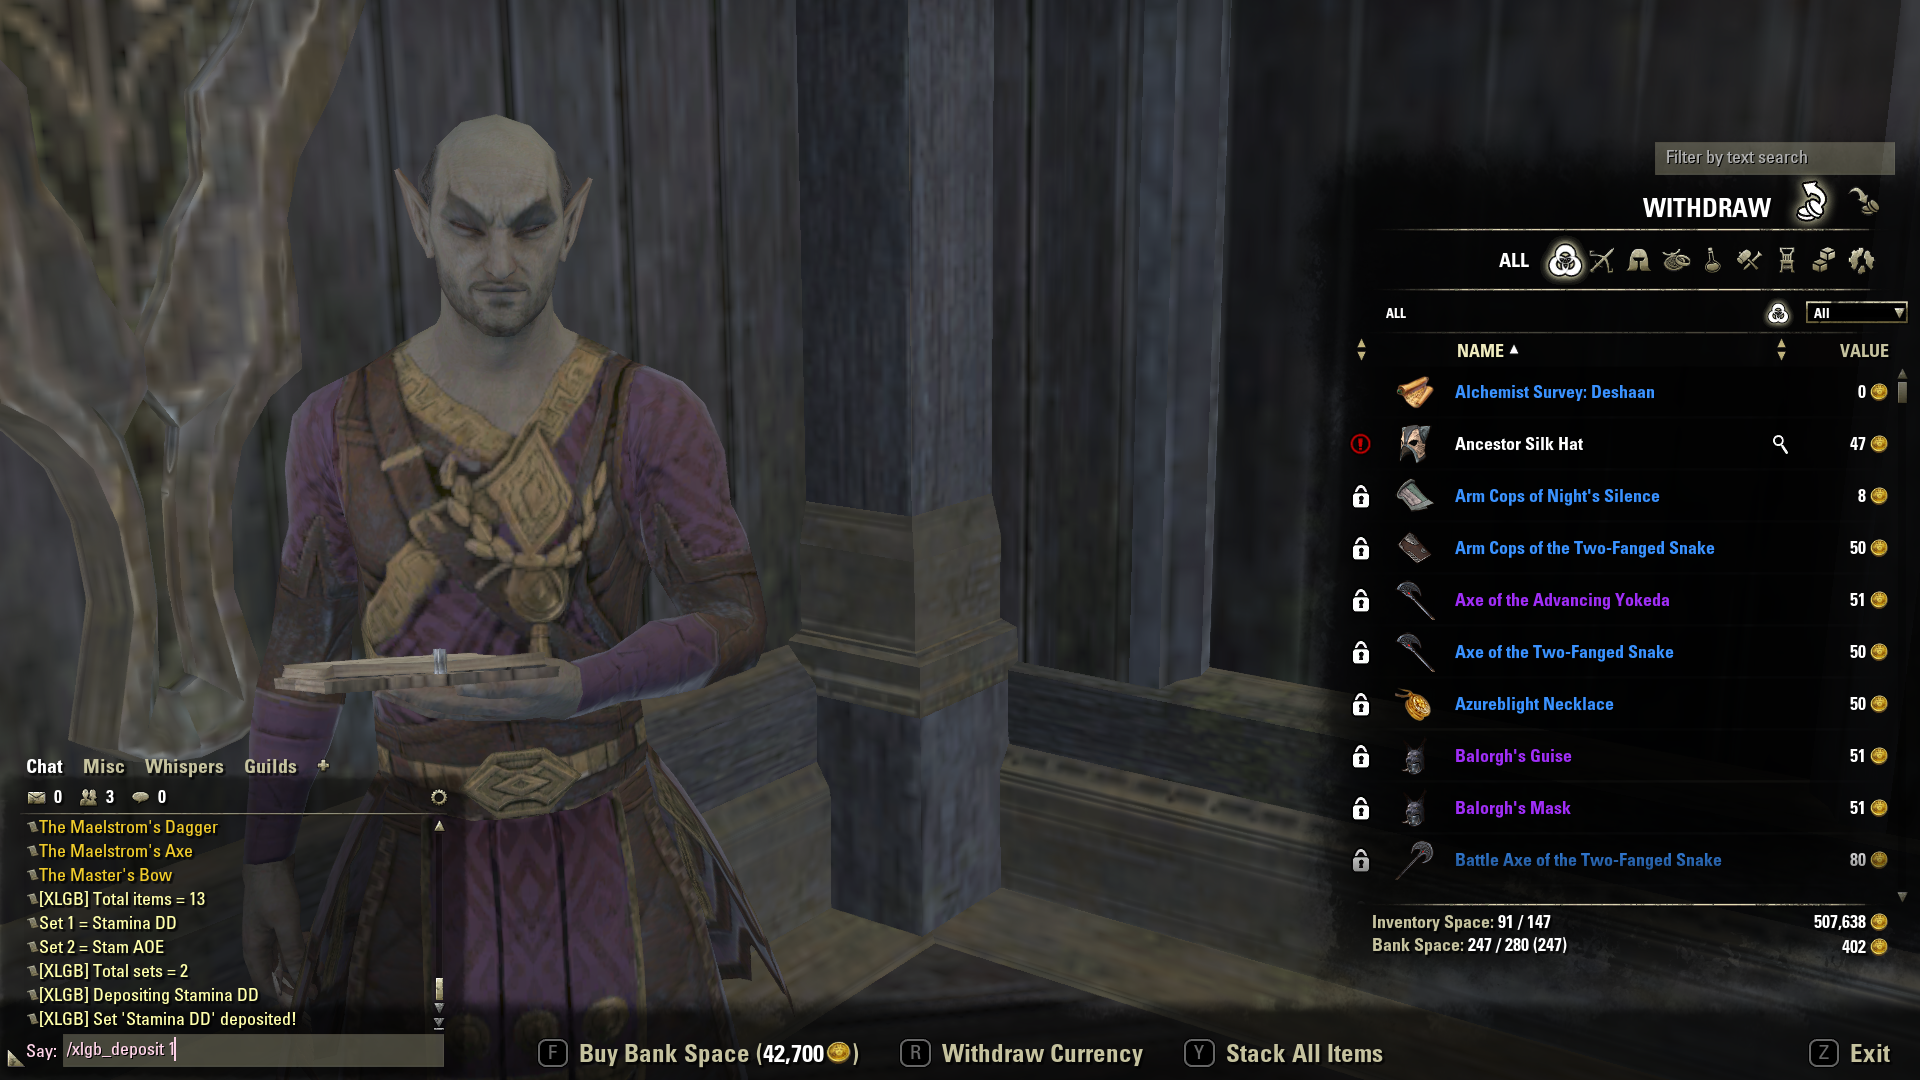 Filter by text search
WITHDRAW
ALL
ALL
All
NAME
VALUE
Alchemist Survey: Deshaan 0
Ancestor Silk Hat 47
Arm Cops of Night's Silence 8
Arm Cops of the Two-Fanged Snake 50
Axe of the Advancing Yokeda 51
Axe of the Two-Fanged Snake 50
Azureblight Necklace 50
Balorgh's Guise 51
Balorgh's Mask 51
Battle Axe of the Two-Fanged Snake 80
Inventory Space: 91 / 147 507,638
Bank Space: 247 / 280 (247) 402
Chat Misc Whispers Guilds +
0 3 0
The Maelstrom's Dagger
The Maelstrom's Axe
The Master's Bow
[XLGB] Total items = 13
Set 1 = Stamina DD
Set 2 = Stam AOE
[XLGB] Total sets = 2
[XLGB] Depositing Stamina DD
[XLGB] Set 'Stamina DD' deposited!
Say: /xlgb_deposit 1
F Buy Bank Space (42,700) R Withdraw Currency Y Stack All Items Z Exit